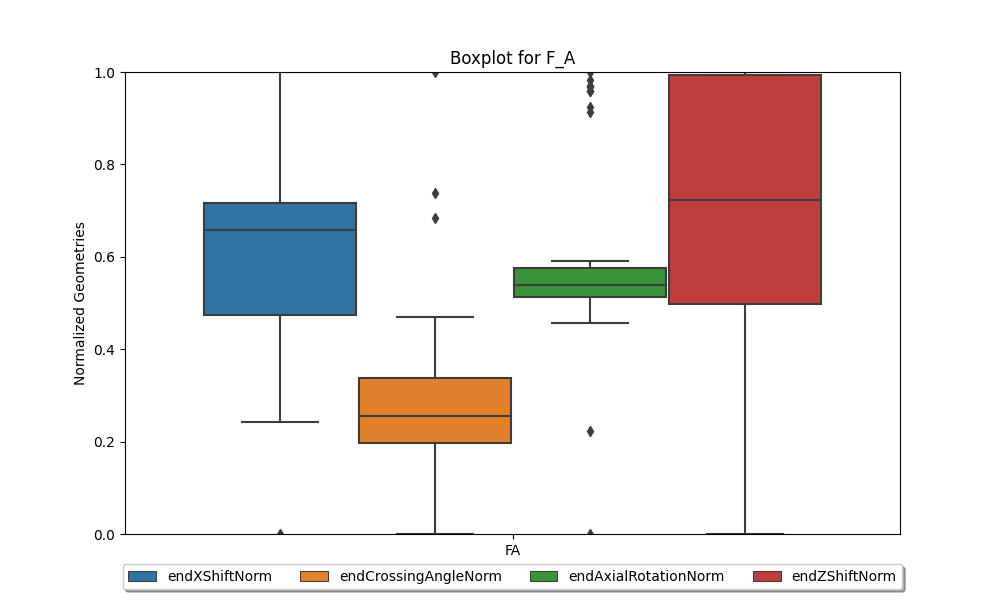 Boxplot for F_A
1.0
0.8
0.6
0.4
0.2
0.0
Normalized Geometries
FA
endXShiftNorm endCrossingAngleNorm endAxialRotationNorm endZShiftNorm